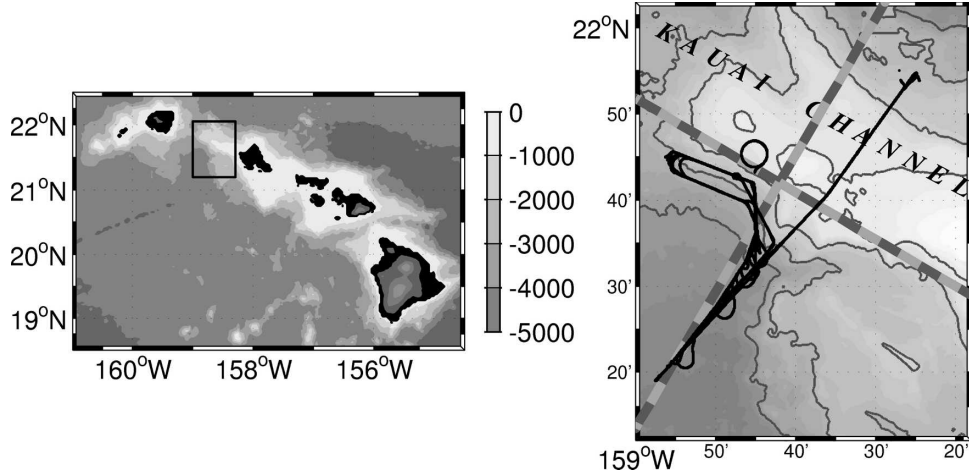 22°N
21°N
20°N
19°N
160°W
158°W
156°W
0
-1000
-2000
-3000
-4000
-5000
22°N
50'
40'
30'
20'
159°W
50'
40'
30'
20'
KAUAI CHANNEL